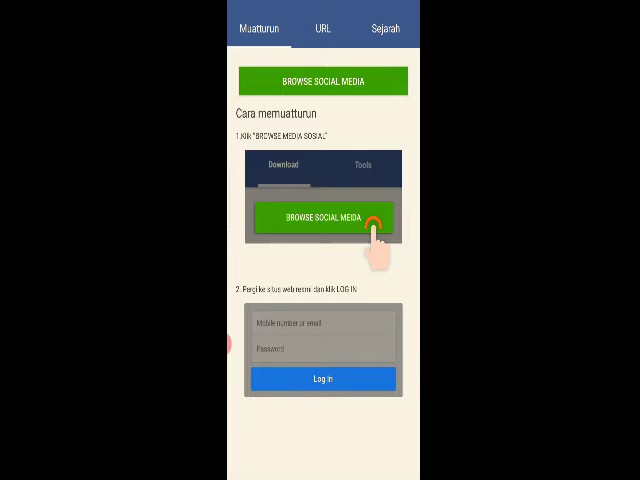 Muatturun URL Sejarah
BROWSE SOCIAL MEDIA
Cara memuatturun
1.Klik "BROWSE MEDIA SOSIAL"
Download Tools
BROWSE SOCIAL MEIDA
2. Pergi ke situs web resmi dan klik LOG IN
Mobile number or email
Password
Log In